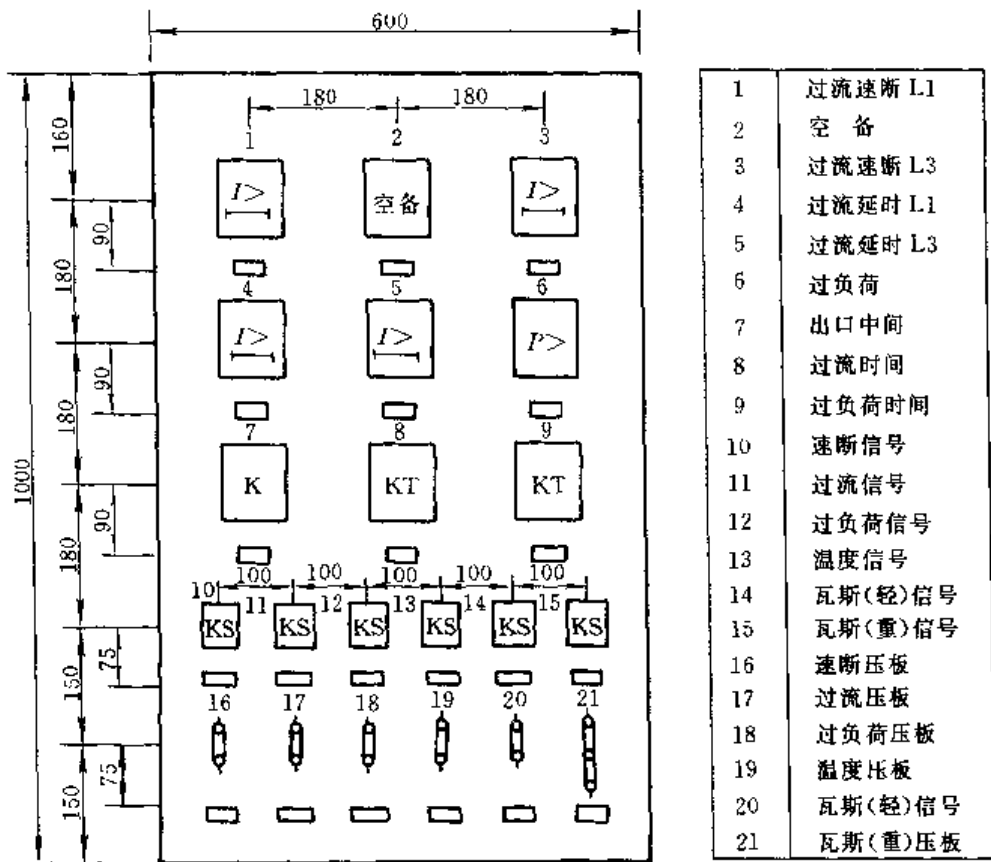 600
180 180
1 2 3
160
I> 空备 I>
90
180
4 5 6
I> I> I>
90
180
7 8 9
K KT KT
1000
90
180
100 100 100 100 100
10 11 12 13 14 15
KS KS KS KS KS KS
75
150
16 17 18 19 20 21
75
150
1 过流速断 L1
2 空 备
3 过流速断 L3
4 过流延时 L1
5 过流延时 L3
6 过负荷
7 出口中间
8 过流时间
9 过负荷时间
10 速断信号
11 过流信号
12 过负荷信号
13 温度信号
14 瓦斯(轻)信号
15 瓦斯(重)信号
16 速断压板
17 过流压板
18 过负荷压板
19 温度压板
20 瓦斯(轻)信号
21 瓦斯(重)压板